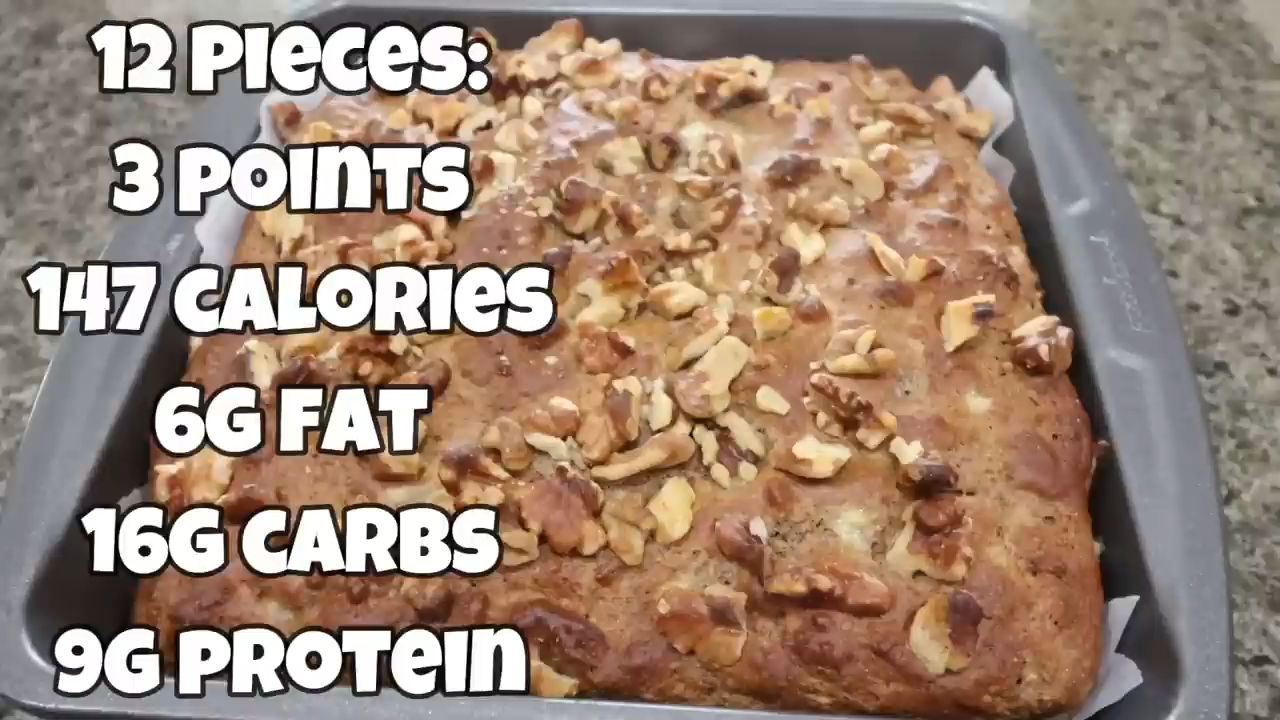 12 Pieces:
3 Points
147 Calories
6g Fat
16g Carbs
9g Protein